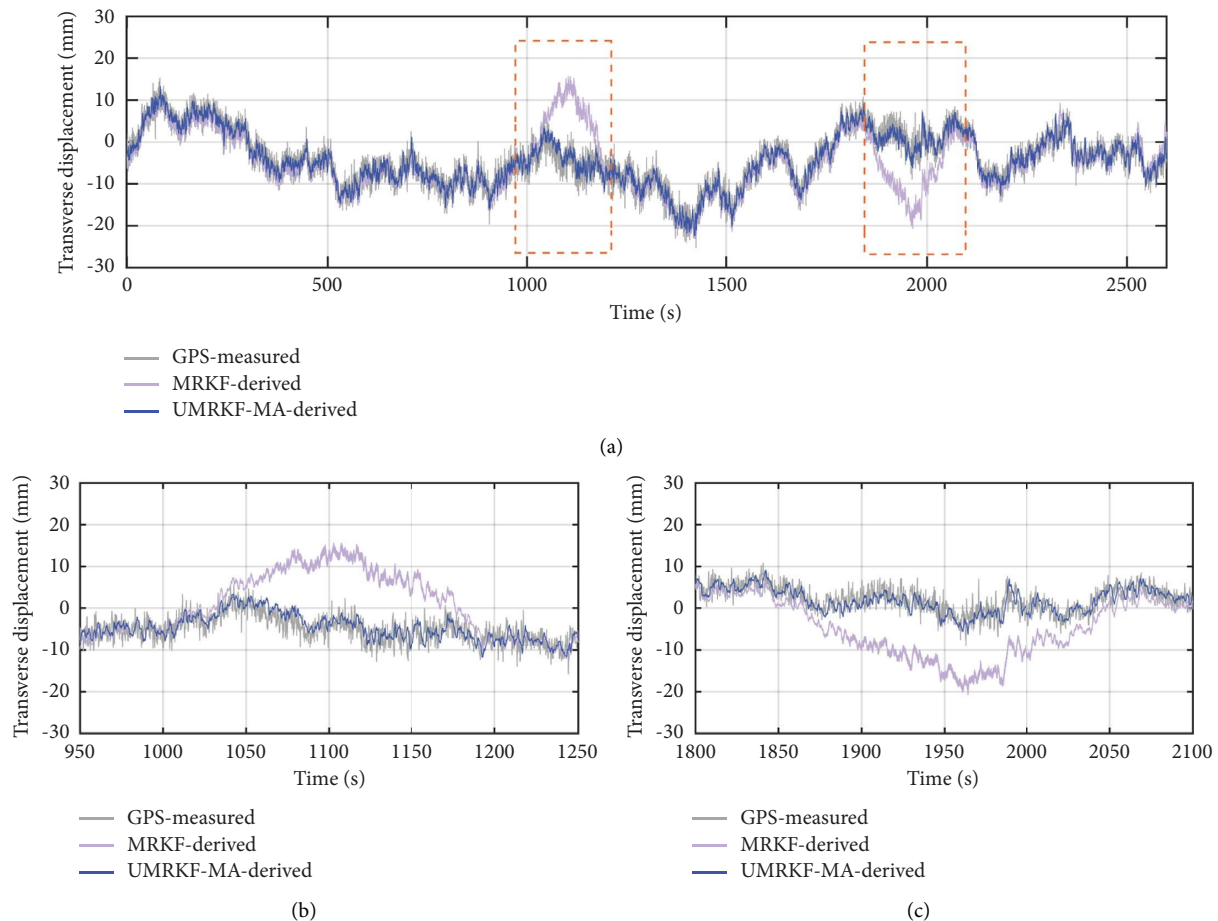 Transverse displacement (mm)
30
20
10
0
-10
-20
-30
0
500
1000
1500
2000
2500
Time (s)
GPS-measured
MRKF-derived
UMRKF-MA-derived
(a)
Transverse displacement (mm)
30
20
10
0
-10
-20
-30
950
1000
1050
1100
1150
1200
1250
Time (s)
GPS-measured
MRKF-derived
UMRKF-MA-derived
(b)
Transverse displacement (mm)
30
20
10
0
-10
-20
-30
1800
1850
1900
1950
2000
2050
2100
Time (s)
GPS-measured
MRKF-derived
UMRKF-MA-derived
(c)